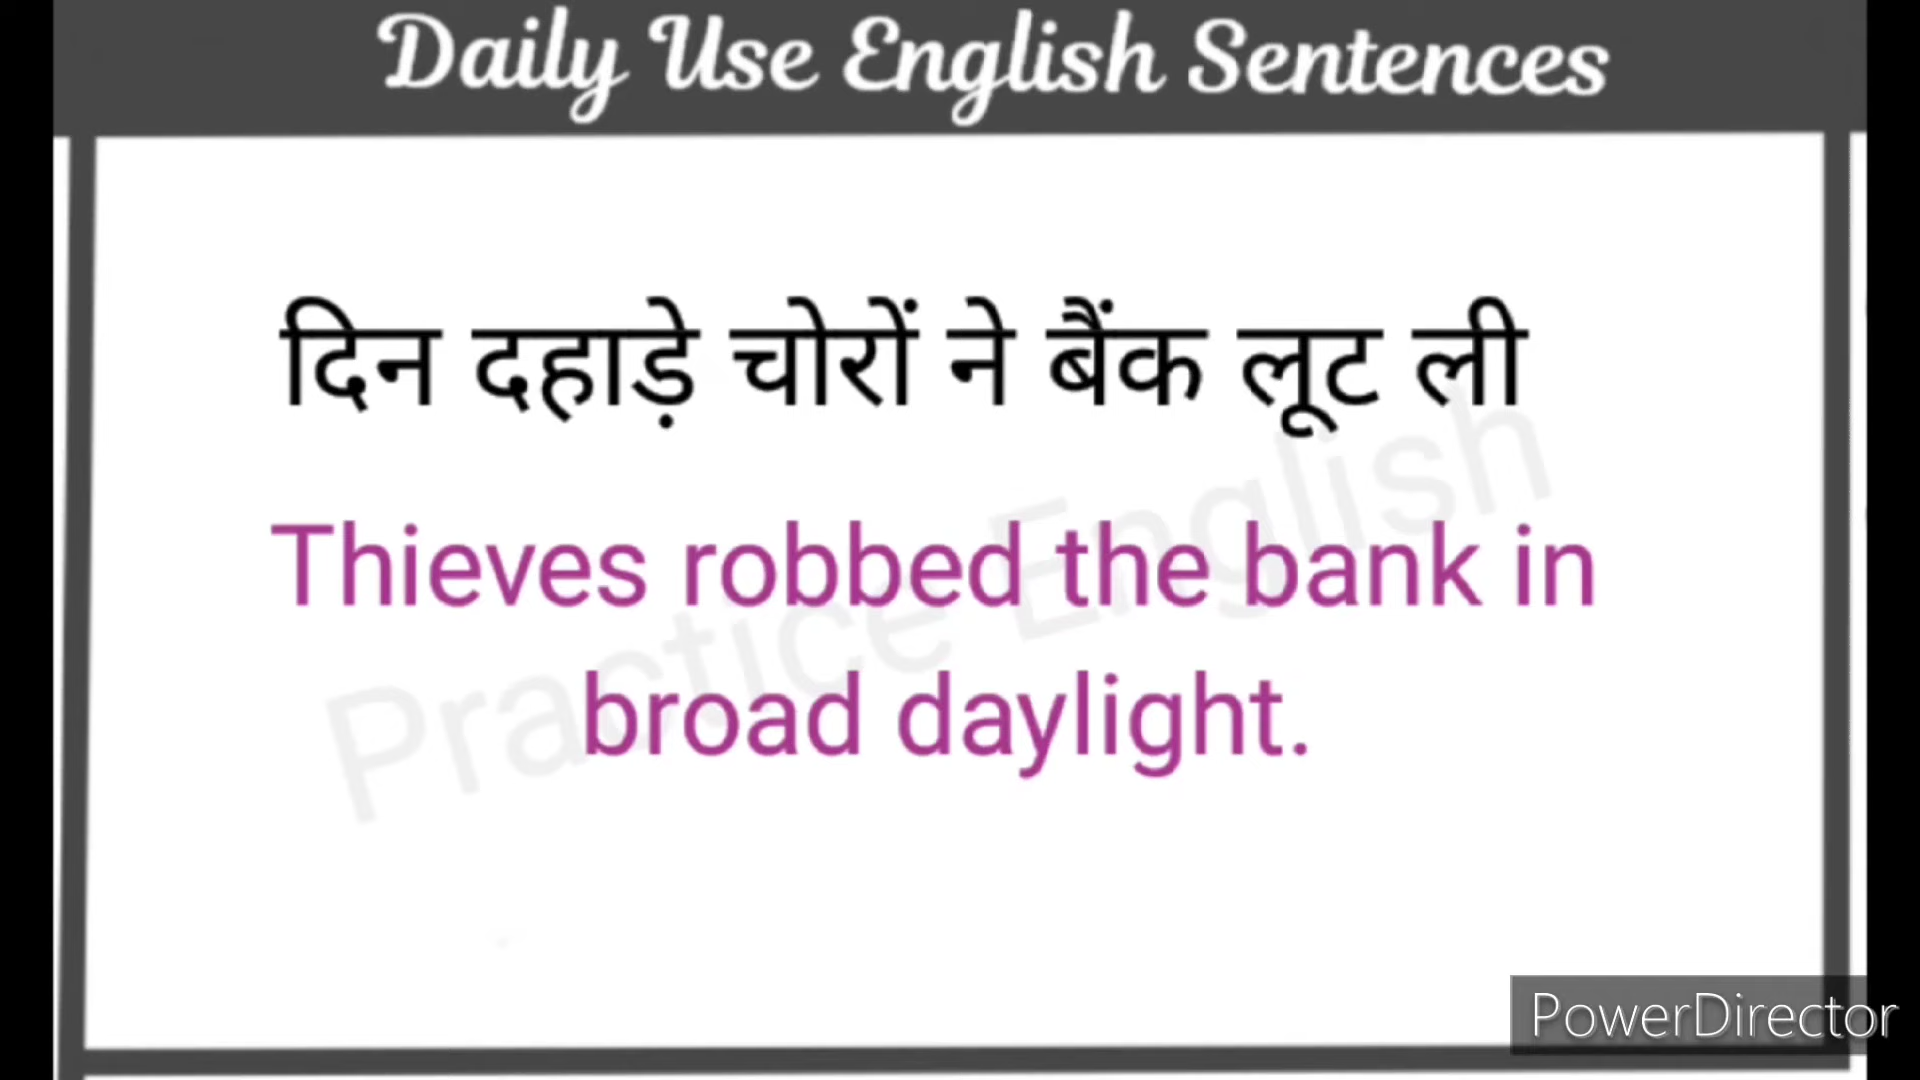 Daily Use English Sentences
दिन दहाड़े चोरों ने बैंक लूट ली
Thieves robbed the bank in
broad daylight.
Practice English
PowerDirector